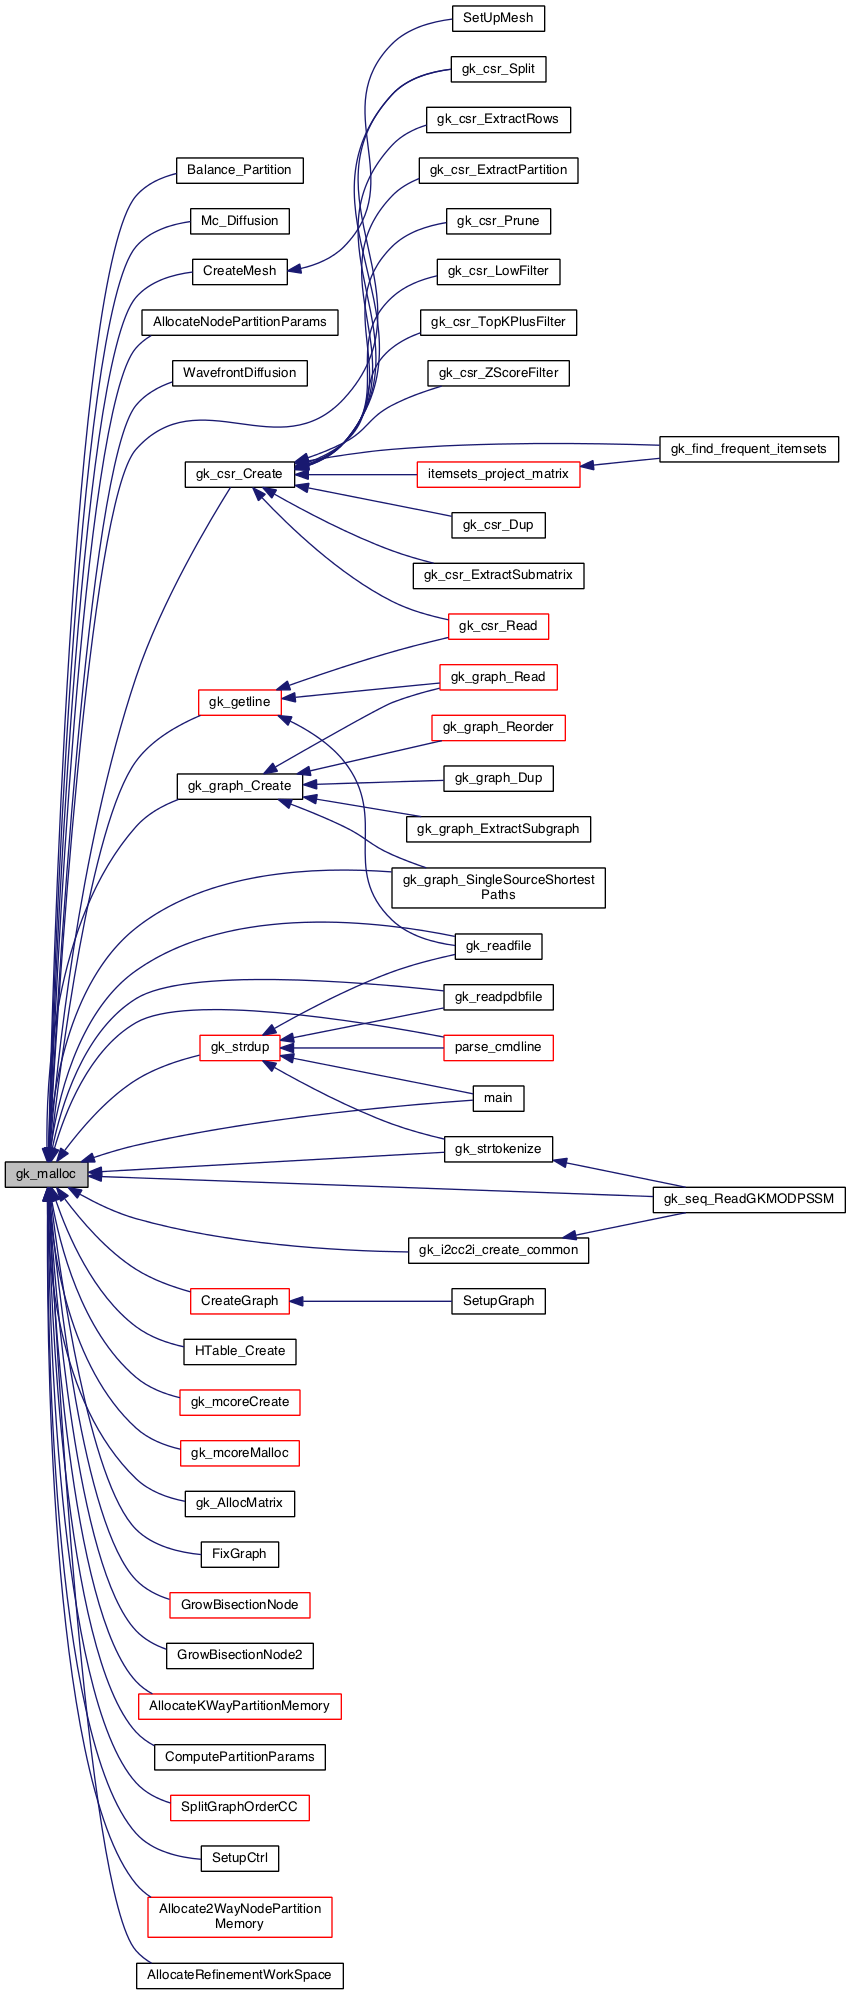 SetUpMesh
gk_csr_Split
gk_csr_ExtractRows
Balance_Partition
gk_csr_ExtractPartition
Mc_Diffusion
gk_csr_Prune
CreateMesh
gk_csr_LowFilter
AllocateNodePartitionParams
gk_csr_TopKPlusFilter
WavefrontDiffusion
gk_csr_ZScoreFilter
gk_find_frequent_itemsets
gk_csr_Create
itemsets_project_matrix
gk_csr_Dup
gk_csr_ExtractSubmatrix
gk_csr_Read
gk_graph_Read
gk_getline
gk_graph_Reorder
gk_graph_Dup
gk_graph_Create
gk_graph_ExtractSubgraph
gk_graph_SingleSourceShortest
Paths
gk_readfile
gk_readpdbfile
gk_strdup
parse_cmdline
main
gk_strtokenize
gk_malloc
gk_seq_ReadGKMODPSSM
gk_i2cc2i_create_common
CreateGraph
SetupGraph
HTable_Create
gk_mcoreCreate
gk_mcoreMalloc
gk_AllocMatrix
FixGraph
GrowBisectionNode
GrowBisectionNode2
AllocateKWayPartitionMemory
ComputePartitionParams
SplitGraphOrderCC
SetupCtrl
Allocate2WayNodePartition
Memory
AllocateRefinementWorkSpace